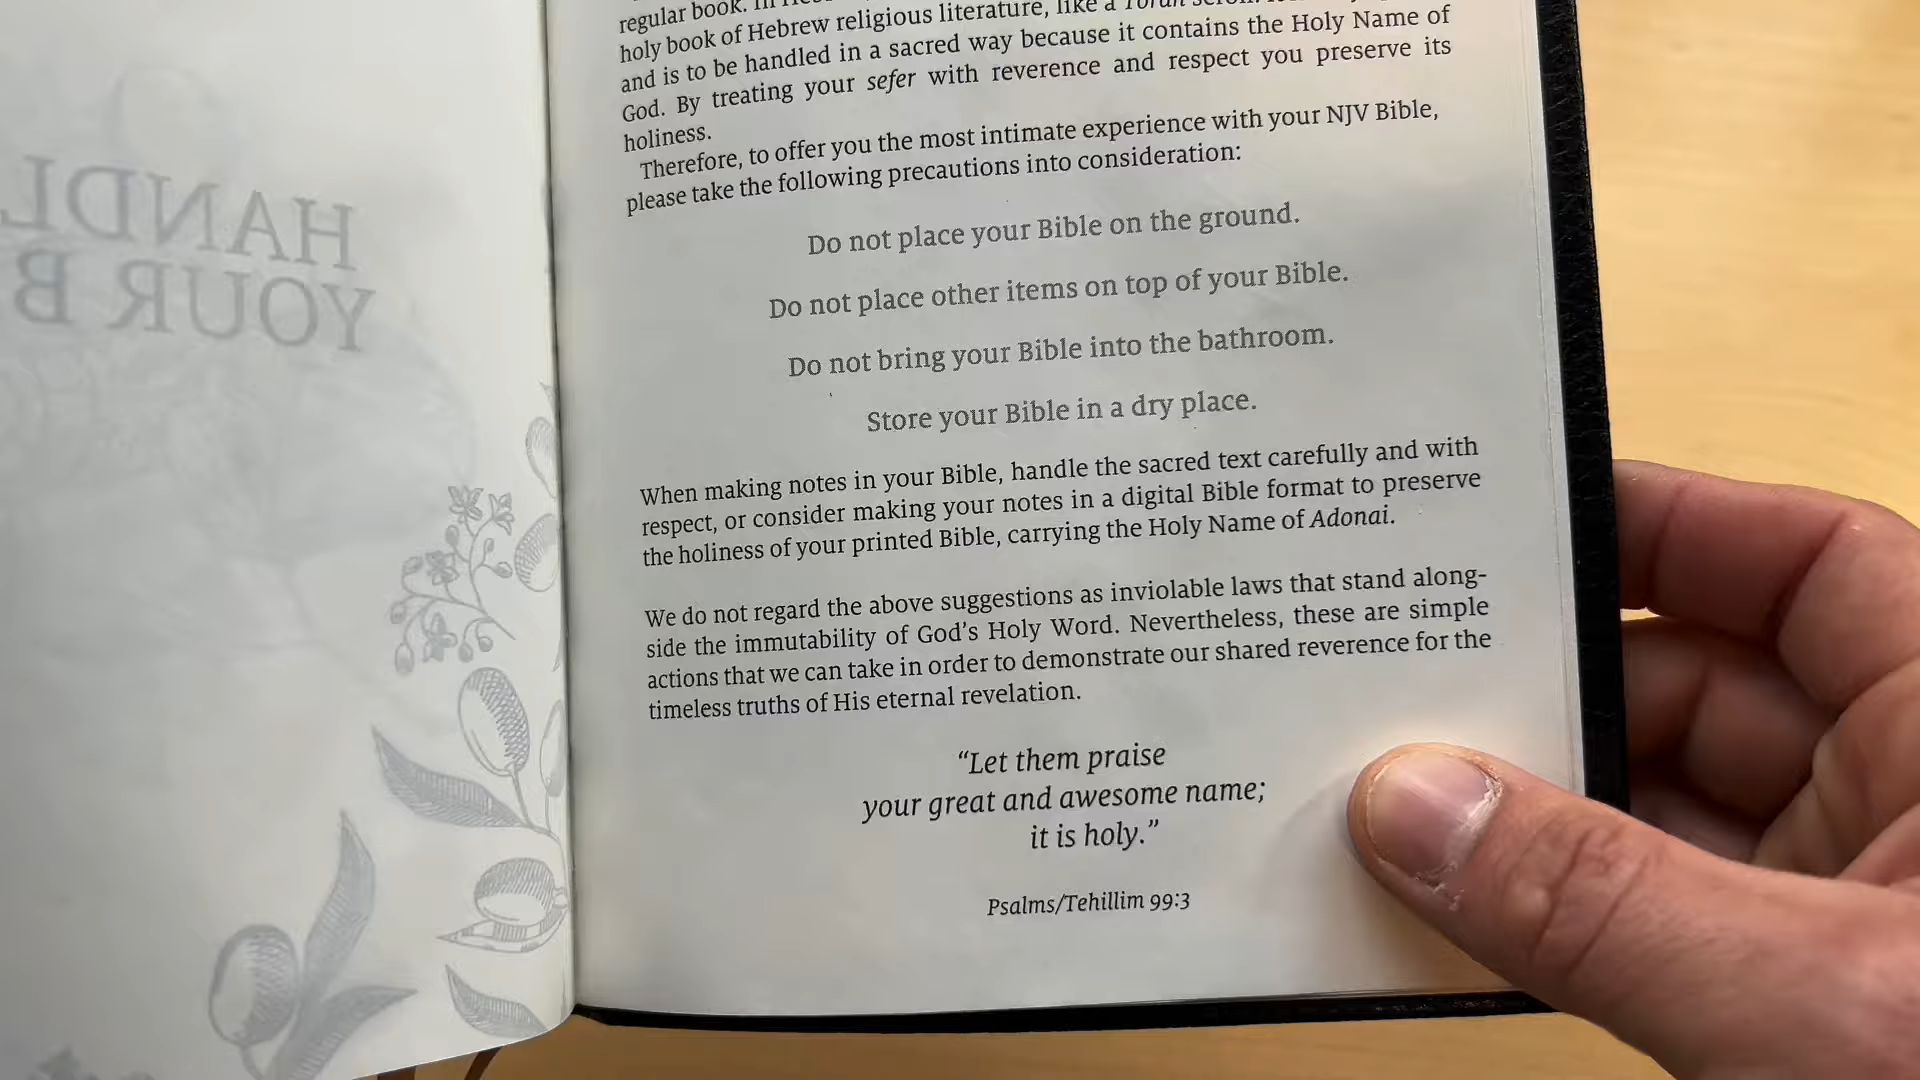 HANDL
YOUR B
regular book. In
holy book of Hebrew religious literature, like a Torah scroll.
and is to be handled in a sacred way because it contains the Holy Name of
God. By treating your sefer with reverence and respect you preserve its
holiness.
Therefore, to offer you the most intimate experience with your NJV Bible,
please take the following precautions into consideration:
Do not place your Bible on the ground.
Do not place other items on top of your Bible.
Do not bring your Bible into the bathroom.
Store your Bible in a dry place.
When making notes in your Bible, handle the sacred text carefully and with
respect, or consider making your notes in a digital Bible format to preserve
the holiness of your printed Bible, carrying the Holy Name of Adonai.
We do not regard the above suggestions as inviolable laws that stand along-
side the immutability of God’s Holy Word. Nevertheless, these are simple
actions that we can take in order to demonstrate our shared reverence for the
timeless truths of His eternal revelation.
“Let them praise
your great and awesome name;
it is holy.”
Psalms/Tehillim 99:3